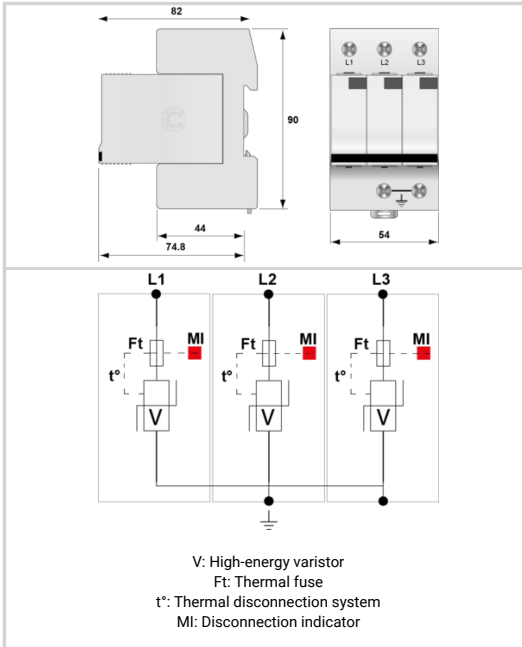 82
L1 L2 L3
90
44
74.8
54
L1 L2 L3
Ft MI Ft MI Ft MI
t° t° t°
V V V
V: High-energy varistor
Ft: Thermal fuse
t°: Thermal disconnection system
MI: Disconnection indicator